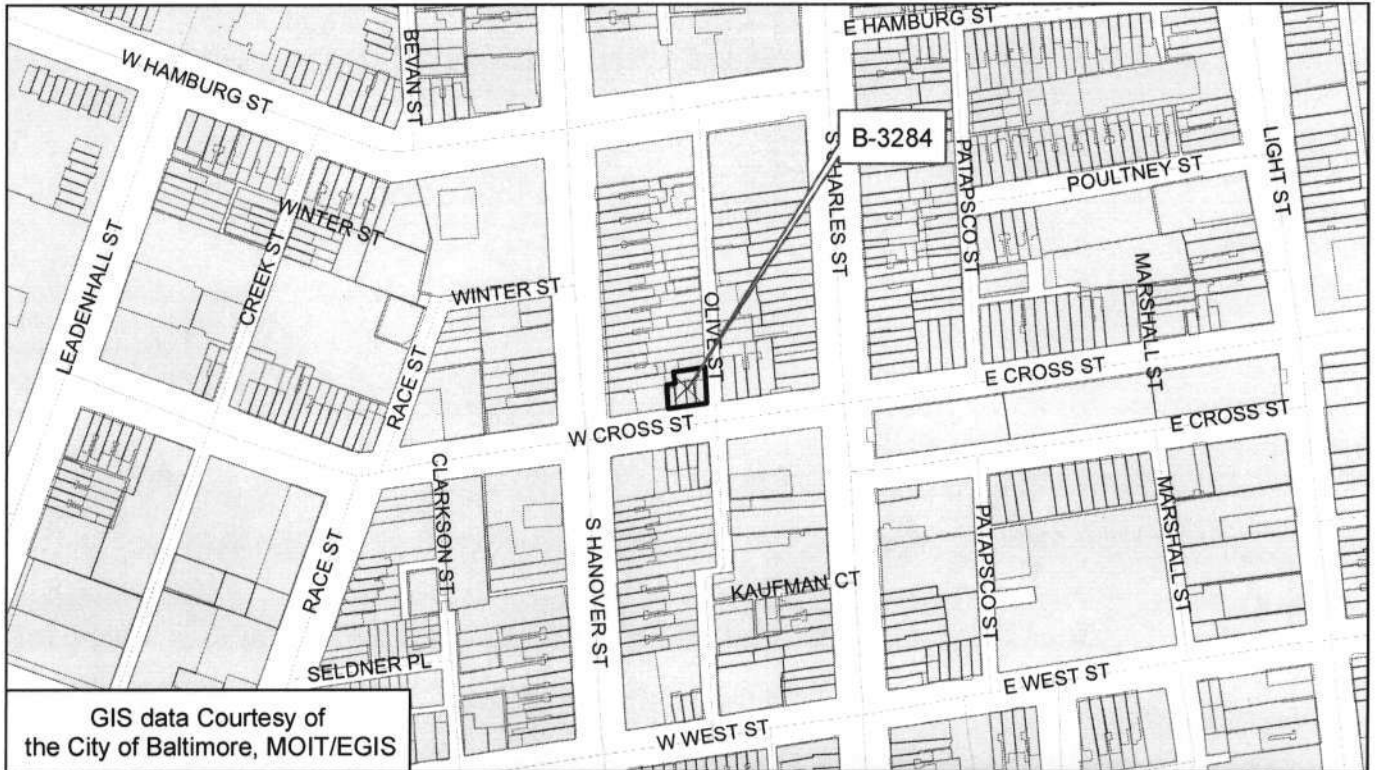 E HAMBURG ST
BEVAN ST
W HAMBURG ST
B-3284
S CHARLES ST
PATAPSCO ST
LIGHT ST
POULTNEY ST
WINTER ST
LEADENHALL ST
CREEK ST
WINTER ST
MARSHALL ST
OLIVE ST
RACE ST
E CROSS ST
W CROSS ST
E CROSS ST
CLARKSON ST
MARSHALL ST
S HANOVER ST
PATAPSCO ST
RACE ST
KAUFMAN CT
SELDNER PL
E WEST ST
W WEST ST
GIS data Courtesy of
the City of Baltimore, MOIT/EGIS